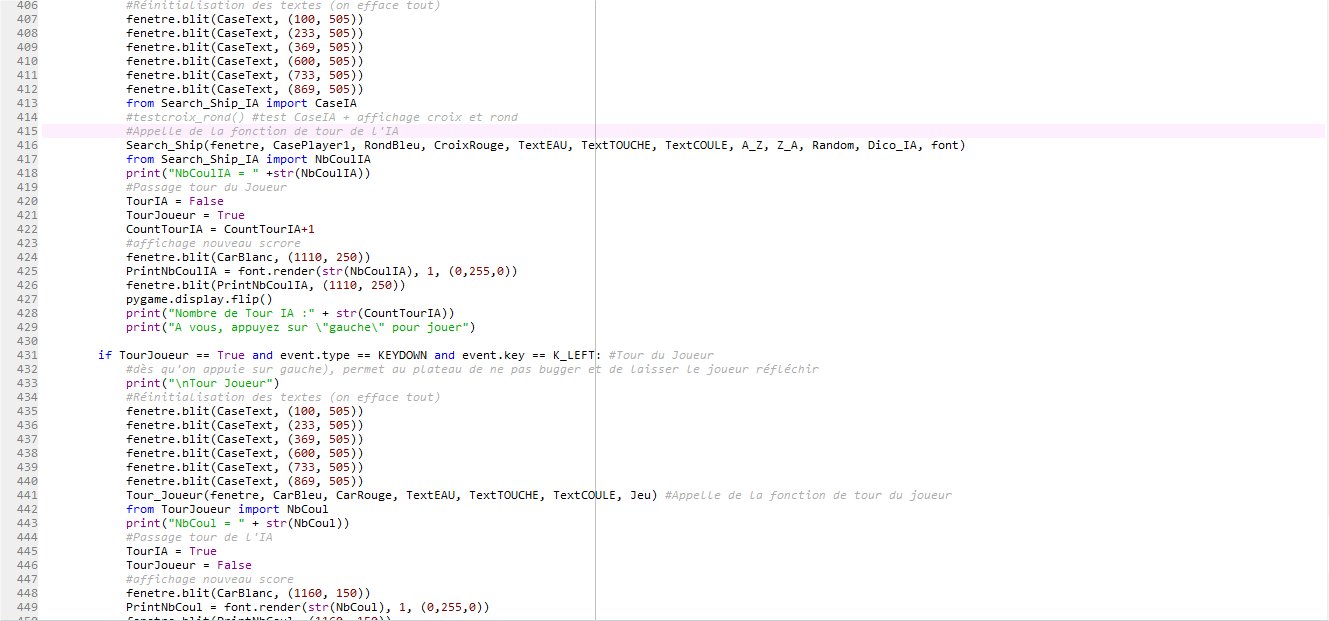 406 #Réinitialisation des textes (on efface tout)
407 fenetre.blit(CaseText, (100, 505))
408 fenetre.blit(CaseText, (233, 505))
409 fenetre.blit(CaseText, (369, 505))
410 fenetre.blit(CaseText, (600, 505))
411 fenetre.blit(CaseText, (733, 505))
412 fenetre.blit(CaseText, (869, 505))
413 from Search_Ship_IA import CaseIA
414 #testcroix_rond() #test CaseIA + affichage croix et rond
415 #Appelle de la fonction de tour de l'IA
416 Search_Ship(fenetre, CasePlayer1, RondBleu, CroixRouge, TextEAU, TextTOUCHE, TextCOULE, A_Z, Z_A, Random, Dico_IA, font)
417 from Search_Ship_IA import NbCoulIA
418 print("NbCoulIA = " +str(NbCoulIA))
419 #Passage tour du Joueur
420 TourIA = False
421 TourJoueur = True
422 CountTourIA = CountTourIA+1
423 #affichage nouveau scrore
424 fenetre.blit(CarBlanc, (1110, 250))
425 PrintNbCoulIA = font.render(str(NbCoulIA), 1, (0,255,0))
426 fenetre.blit(PrintNbCoulIA, (1110, 250))
427 pygame.display.flip()
428 print("Nombre de Tour IA :" + str(CountTourIA))
429 print("A vous, appuyez sur \"gauche\" pour jouer")
430
431 if TourJoueur == True and event.type == KEYDOWN and event.key == K_LEFT: #Tour du Joueur
432 #dès qu'on appuie sur gauche), permet au plateau de ne pas bugger et de laisser le joueur réfléchir
433 print("\nTour Joueur")
434 #Réinitialisation des textes (on efface tout)
435 fenetre.blit(CaseText, (100, 505))
436 fenetre.blit(CaseText, (233, 505))
437 fenetre.blit(CaseText, (369, 505))
438 fenetre.blit(CaseText, (600, 505))
439 fenetre.blit(CaseText, (733, 505))
440 fenetre.blit(CaseText, (869, 505))
441 Tour_Joueur(fenetre, CarBleu, CarRouge, TextEAU, TextTOUCHE, TextCOULE, Jeu) #Appelle de la fonction de tour du joueur
442 from TourJoueur import NbCoul
443 print("NbCoul = " + str(NbCoul))
444 #Passage tour de l'IA
445 TourIA = True
446 TourJoueur = False
447 #affichage nouveau score
448 fenetre.blit(CarBlanc, (1160, 150))
449 PrintNbCoul = font.render(str(NbCoul), 1, (0,255,0))
450 fenetre.blit(PrintNbCoul, (1160, 150))